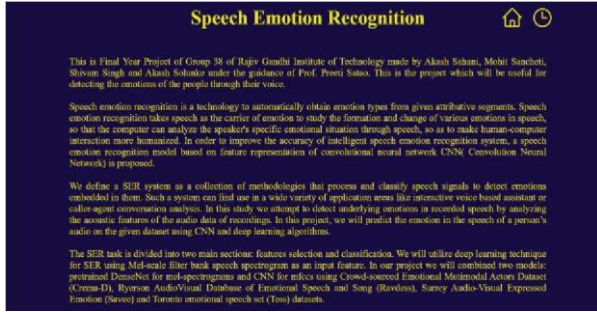 Speech Emotion Recognition
This is Final Year Project of Group 38 of Rajiv Gandhi Institute of Technology made by Akash Sahani, Mohit Sancheti,
Shivam Singh and Akash Solunke under the guidance of Prof. Preeti Satao. This is the project which will be useful for
detecting the emotions of the people through their voice.
Speech emotion recognition is a technology to automatically obtain emotion types from given attributive segments. Speech
emotion recognition takes speech as the carrier of emotion to study the formation and change of various emotions in speech,
so that the computer can analyze the speaker's specific emotional situation through speech, so as to make human-computer
interaction more humanized. In order to improve the accuracy of intelligent speech emotion recognition system, a speech
emotion recognition model based on feature representation of convolutional neural network CNN( Convolution Neural
Network) is proposed.
We define a SER system as a collection of methodologies that process and classify speech signals to detect emotions
embedded in them. Such a system can find use in a wide variety of application areas like interactive voice based assistant or
caller-agent conversation analysis. In this study we attempt to detect underlying emotions in recorded speech by analyzing
the acoustic features of the audio data of recordings. In this project, we will predict the emotion in the speech of a person's
audio on the given dataset using CNN and deep learning algorithms.
The SER task is divided into two main sections: features selection and classification. We will utilize deep learning technique
for SER using Mel-scale filter bank speech spectrogram as an input feature. In our project we will combined two models:
pretrained DenseNet for mel-spectrograms and CNN for mfccs using Crowd-sourced Emotional Mutimodal Actors Dataset
(Crema-D), Ryerson AudioVisual Database of Emotional Speech and Song (Ravdess), Surrey Audio-Visual Expressed
Emotion (Savee) and Toronto emotional speech set (Tess) datasets.